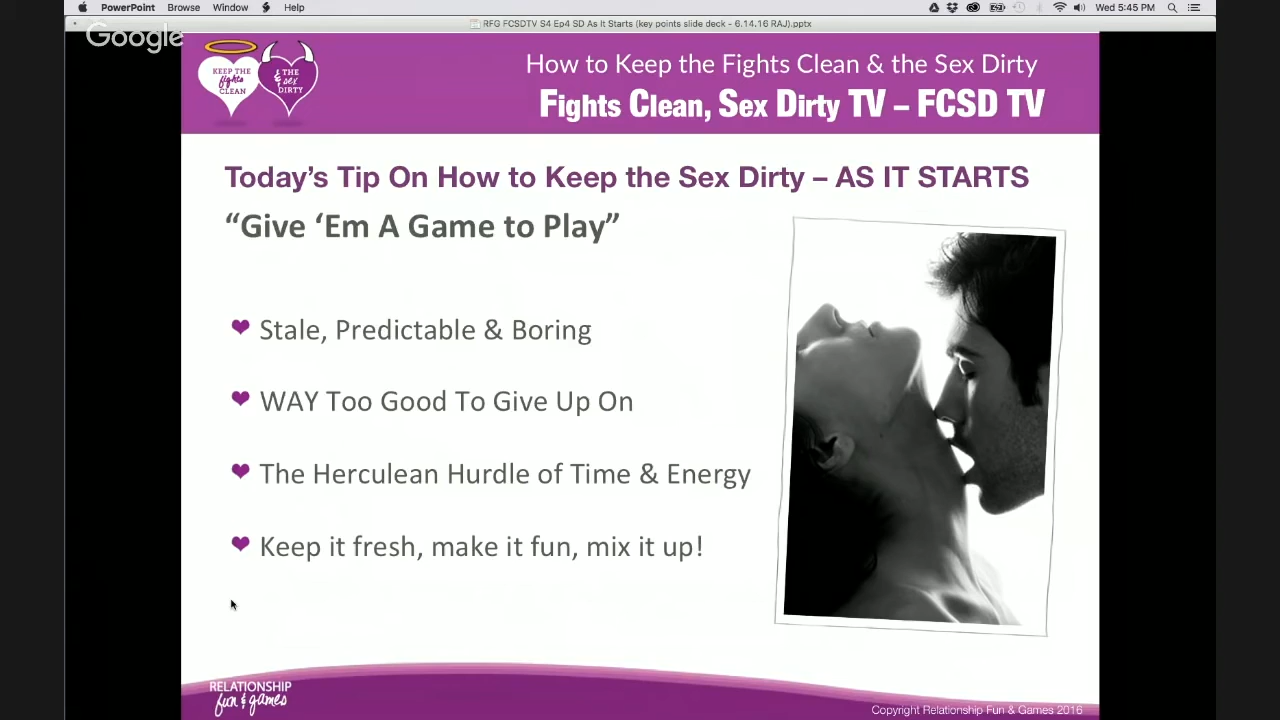 PowerPoint Browse Window Help Wed 5:45 PM
RFG FCSDTV S4 Ep4 SD As It Starts (key points slide deck - 6.14.16 RAJ).pptx
Google
KEEP THE
fights
CLEAN
& THE
sex
DIRTY
How to Keep the Fights Clean & the Sex Dirty
Fights Clean, Sex Dirty TV – FCSD TV
Today’s Tip On How to Keep the Sex Dirty – AS IT STARTS
“Give ‘Em A Game to Play”
Stale, Predictable & Boring
WAY Too Good To Give Up On
The Herculean Hurdle of Time & Energy
Keep it fresh, make it fun, mix it up!
RELATIONSHIP
fun & games
Copyright Relationship Fun & Games 2016